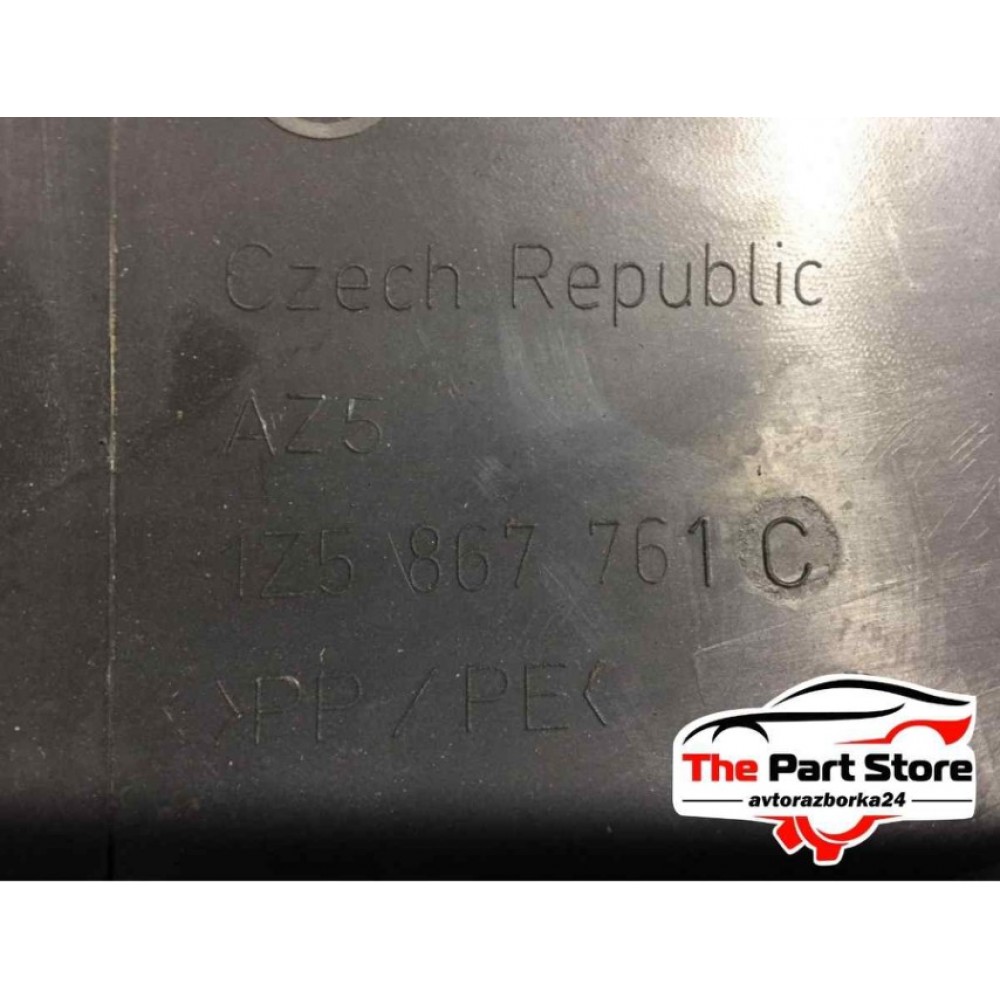 Czech Republic
AZ5
1Z5 867 761 C
>PP/PE<
The Part Store
avtorazborka24